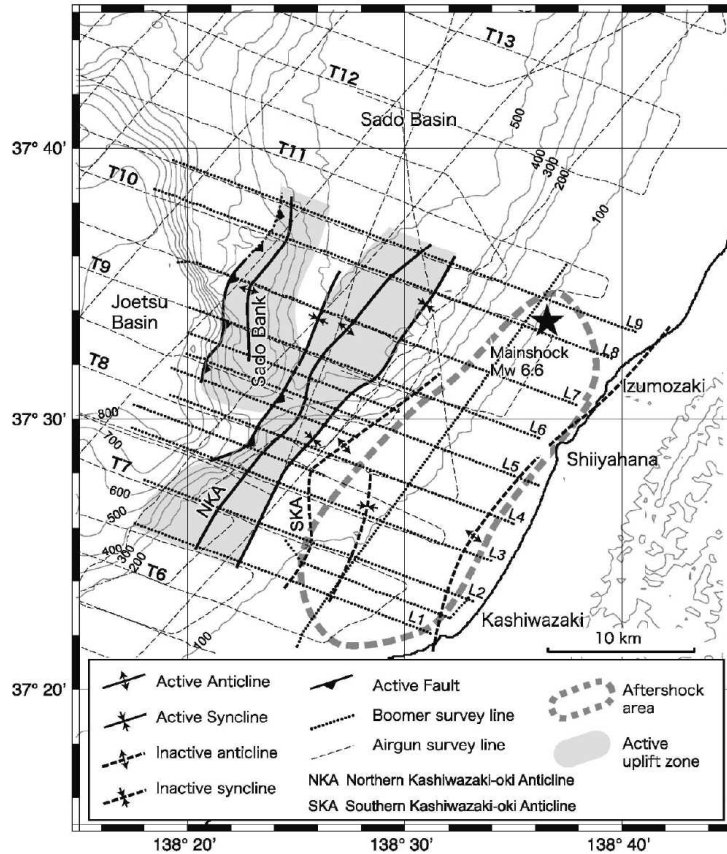 T13
T12
Sado Basin
37° 40'
T11
T10
500
400
300
200
100
T9
Joetsu
Basin
Sado Bank
L9
Mainshock
Mw 6.6
L8
L7
Izumozaki
T8
L6
37° 30'
800
700
L5
Shiiyahana
T7
600
L4
500
NKA
SKA
L3
400
300
200
T6
L2
L1
Kashiwazaki
100
10 km
37° 20'
Active Anticline
Active Syncline
Inactive anticline
Inactive syncline
Active Fault
Boomer survey line
Airgun survey line
NKA Northern Kashiwazaki-oki Anticline
SKA Southern Kashiwazaki-oki Anticline
Aftershock
area
Active
uplift zone
138° 20'
138° 30'
138° 40'